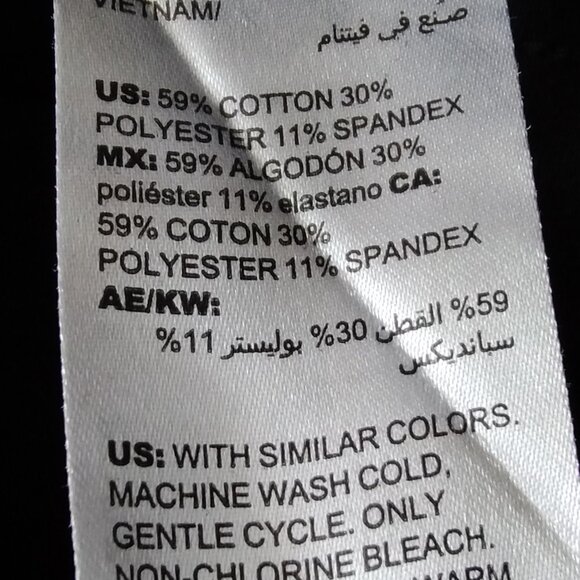 VIETNAM/
صنع في فيتنام
US: 59% COTTON 30%
POLYESTER 11% SPANDEX
MX: 59% ALGODÓN 30%
poliéster 11% elastano CA:
59% COTON 30%
POLYESTER 11% SPANDEX
AE/KW:
59% القطن 30% بوليستر 11%
سبانديكس
US: WITH SIMILAR COLORS.
MACHINE WASH COLD,
GENTLE CYCLE. ONLY
NON-CHLORINE BLEACH.
WARM